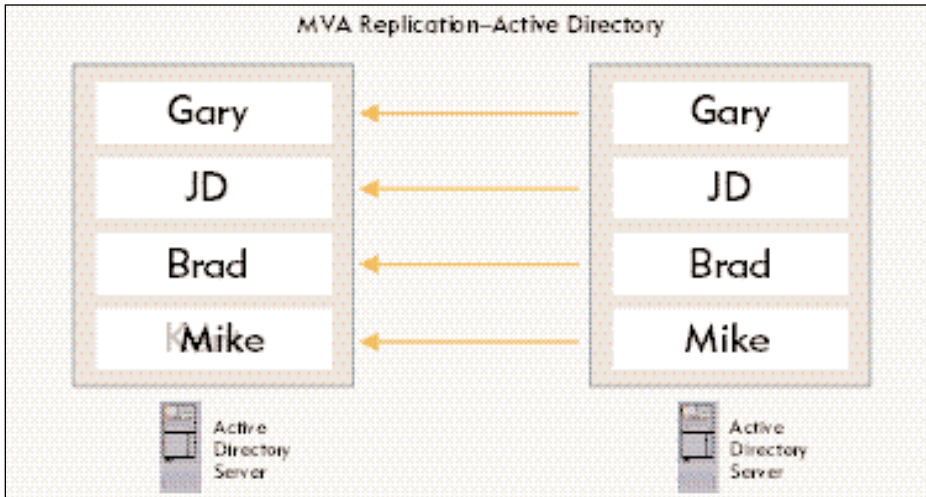 MVA Replication–Active Directory
Gary
JD
Brad
Mike
Gary
JD
Brad
Mike
Active
Directory
Server
Active
Directory
Server